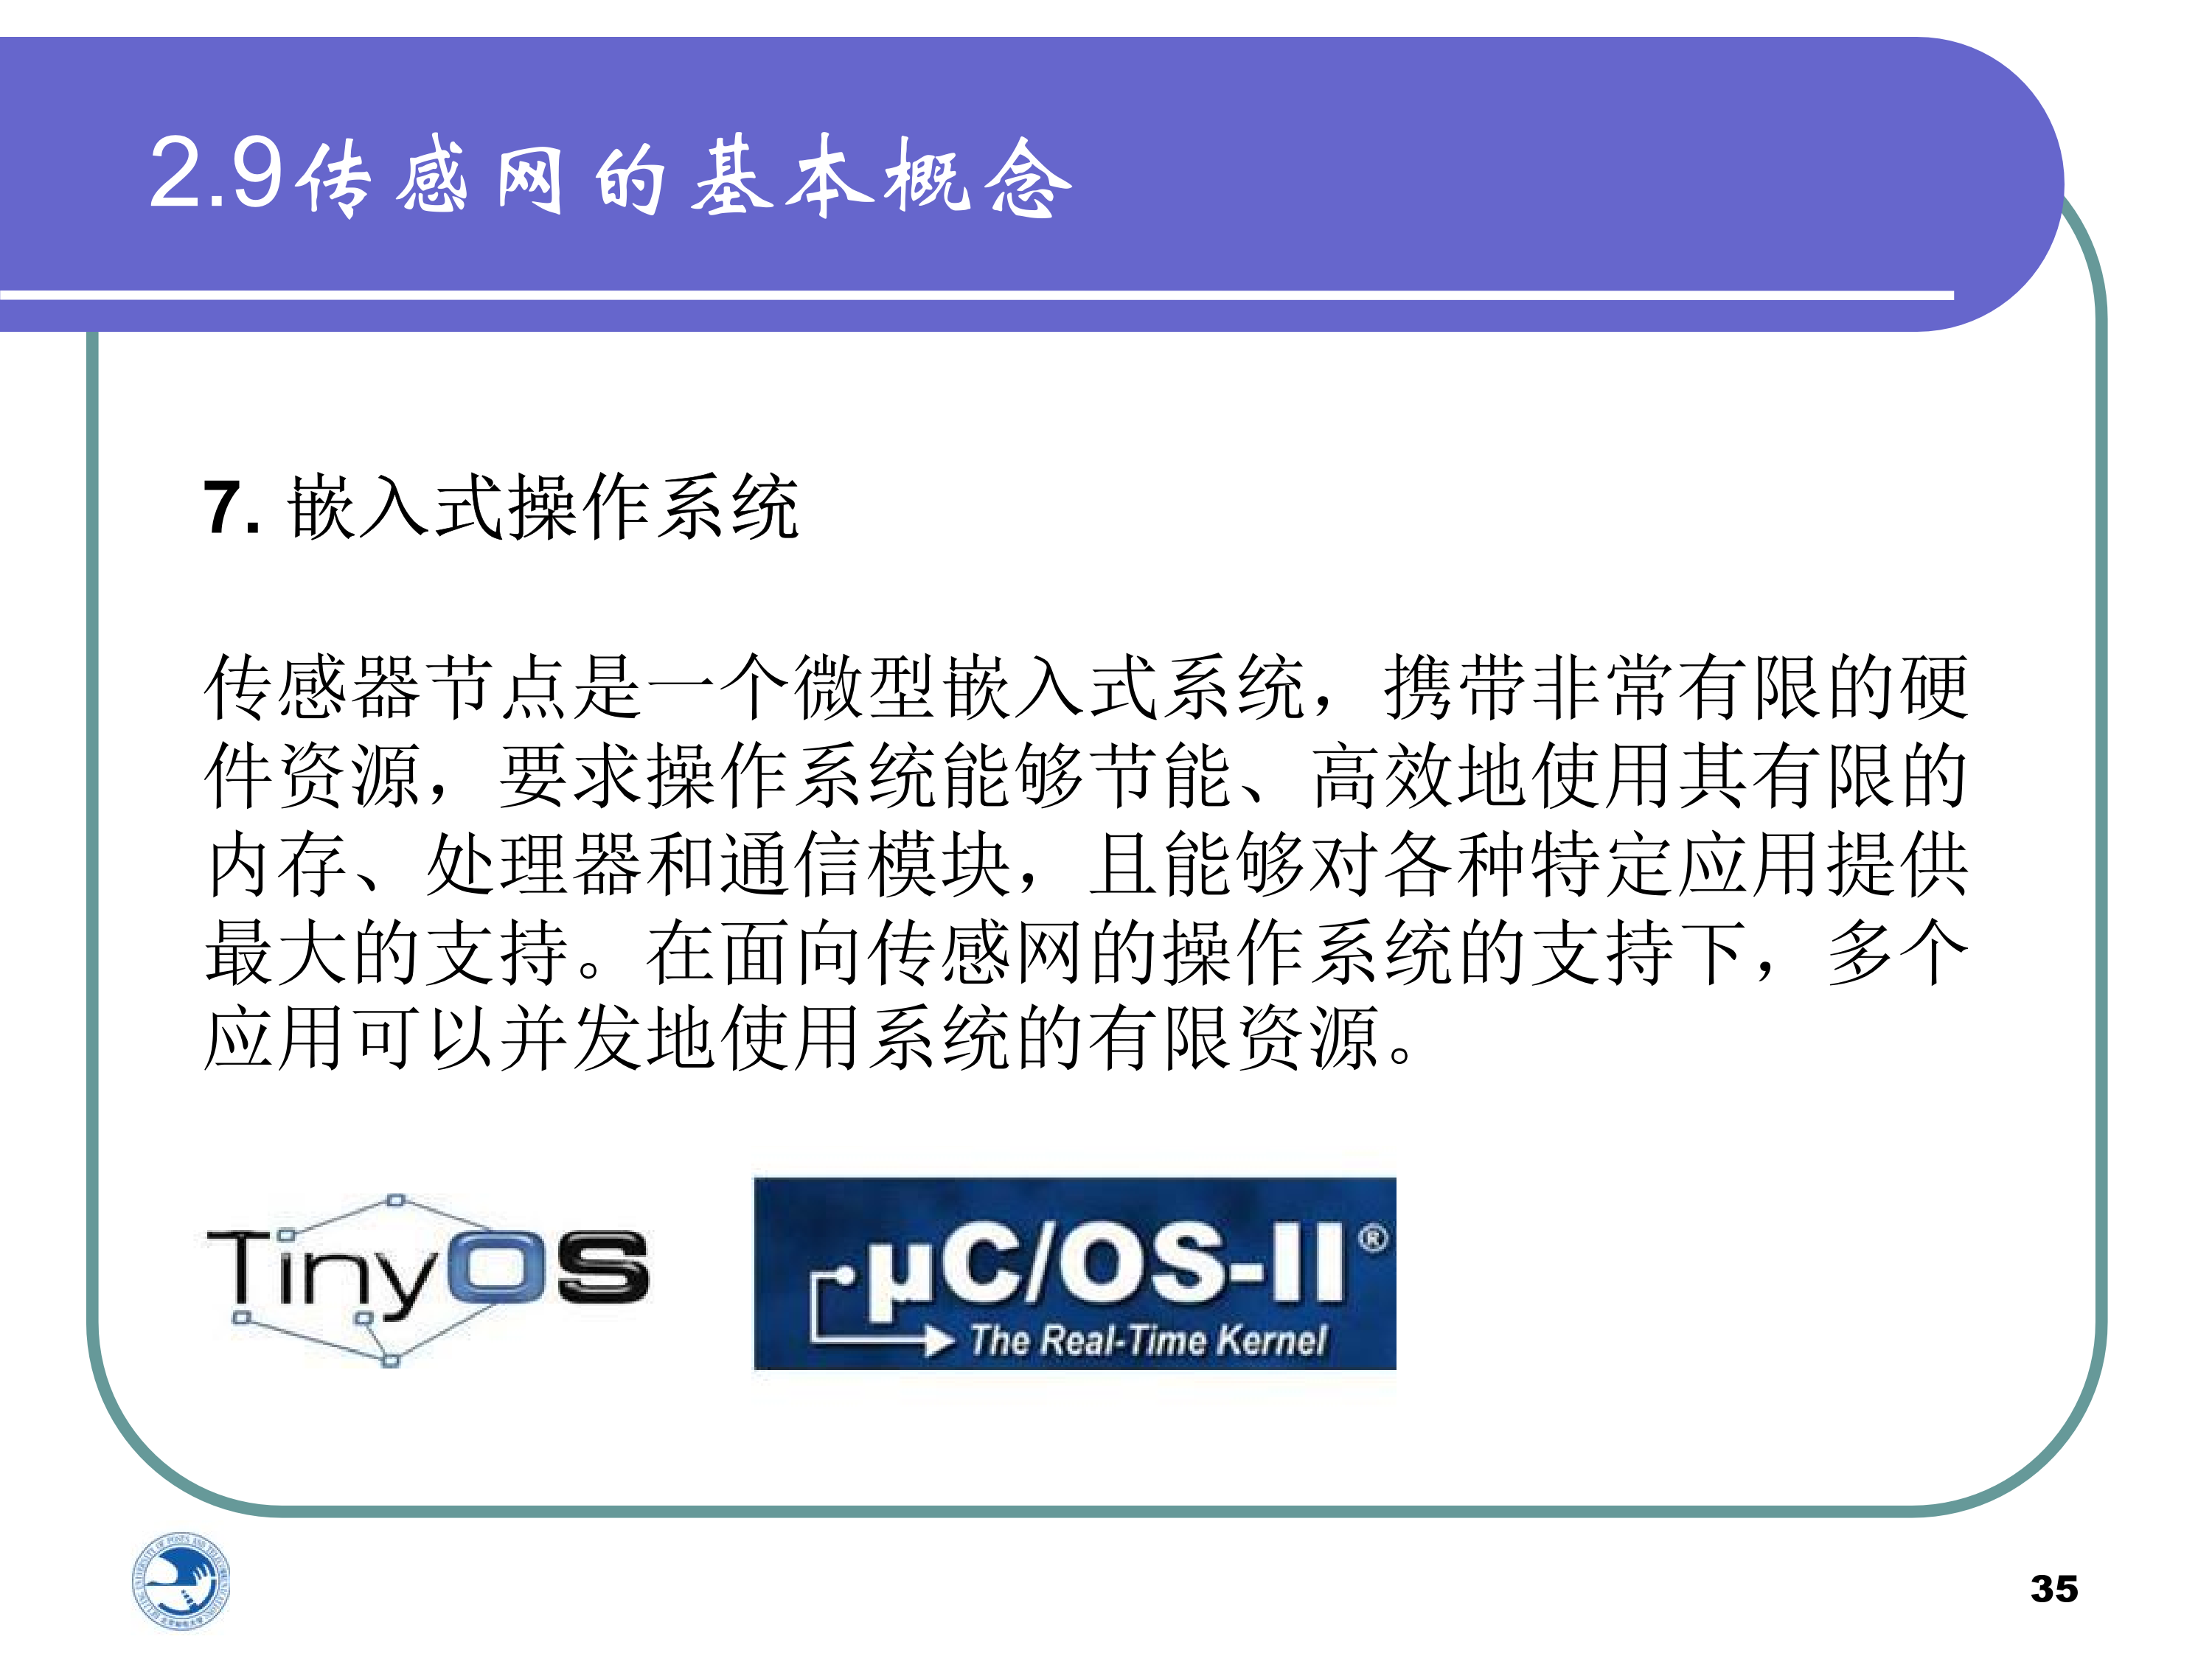 2.9传感网的基本概念
7. 嵌入式操作系统
传感器节点是一个微型嵌入式系统，携带非常有限的硬
件资源，要求操作系统能够节能、高效地使用其有限的
内存、处理器和通信模块，且能够对各种特定应用提供
最大的支持。在面向传感网的操作系统的支持下，多个
应用可以并发地使用系统的有限资源。
TinyOS
µC/OS-II®
The Real-Time Kernel
35